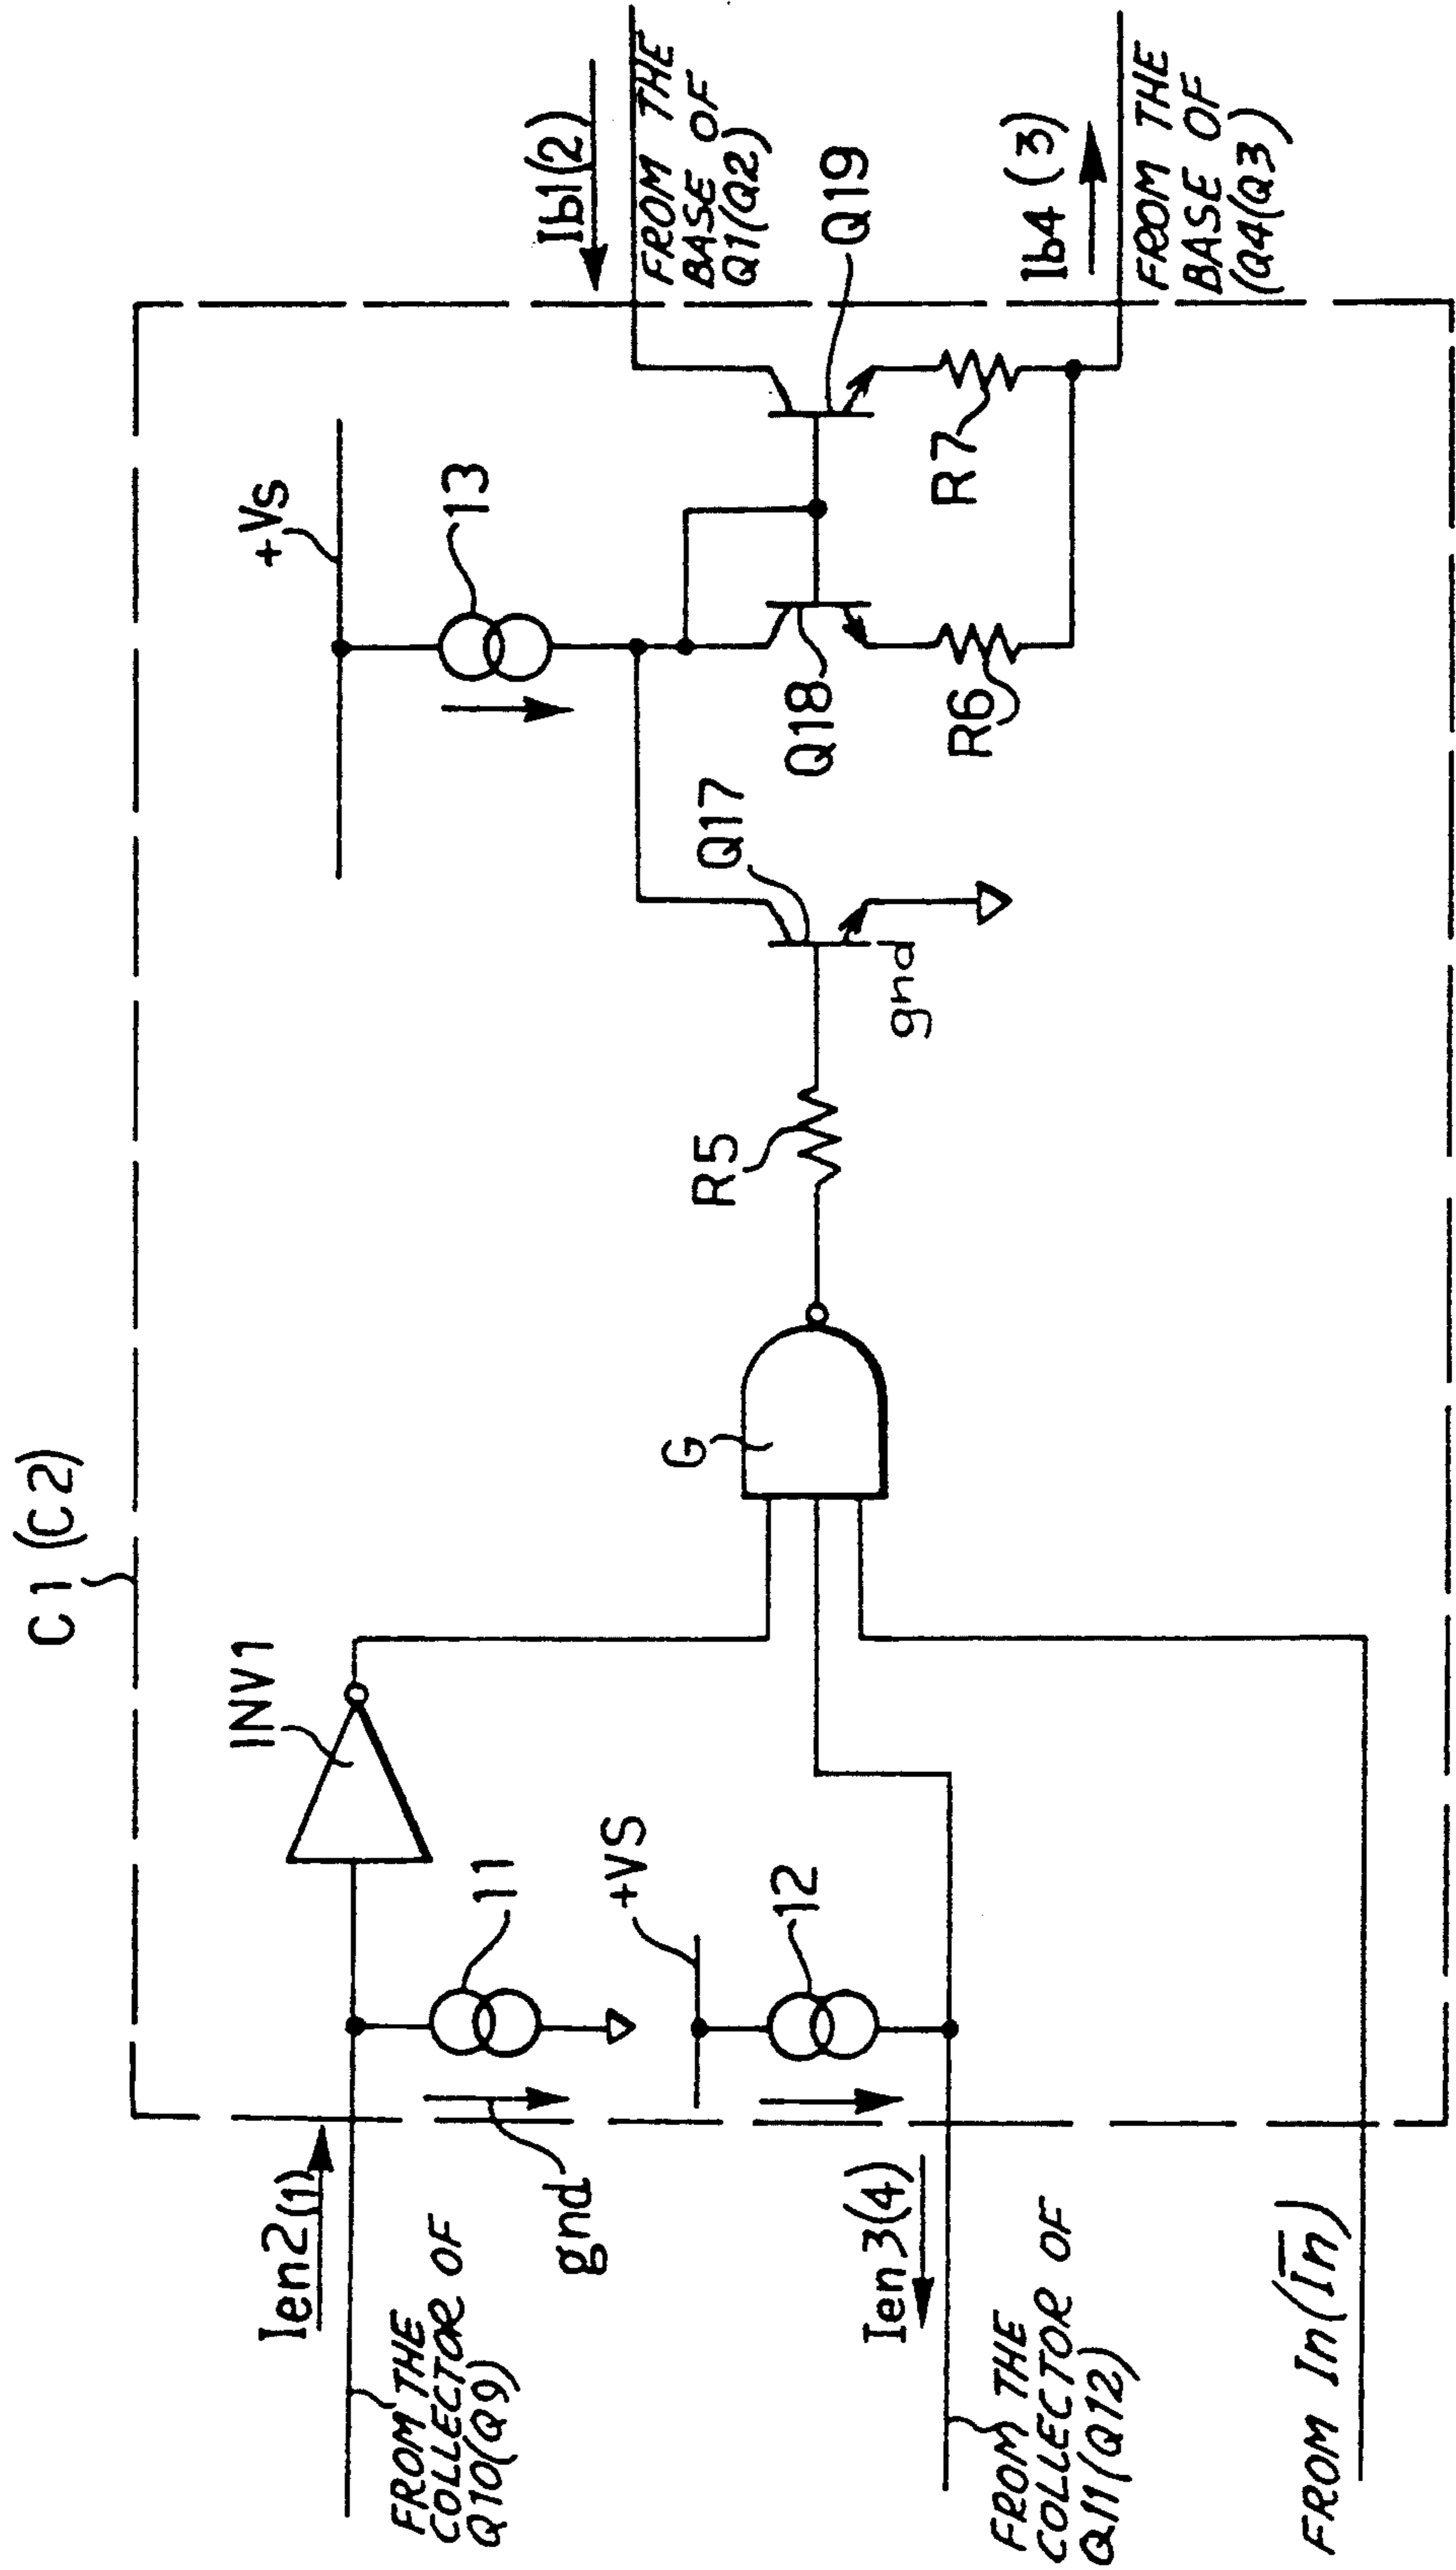 C1 (C2)
INV1
+Vs
13
Ib1(2)
FROM THE
BASE OF
Q1(Q2)
Ien2(1)
FROM THE
COLLECTOR OF
Q10(Q9)
11
gnd
+VS
12
G
R5
Q17
gnd
Q18
Q19
R6
R7
Ib4 (3)
FROM THE
BASE OF
(Q4(Q3)
Ien3(4)
FROM THE
COLLECTOR OF
Q11(Q12)
FROM In(I̅n̅)